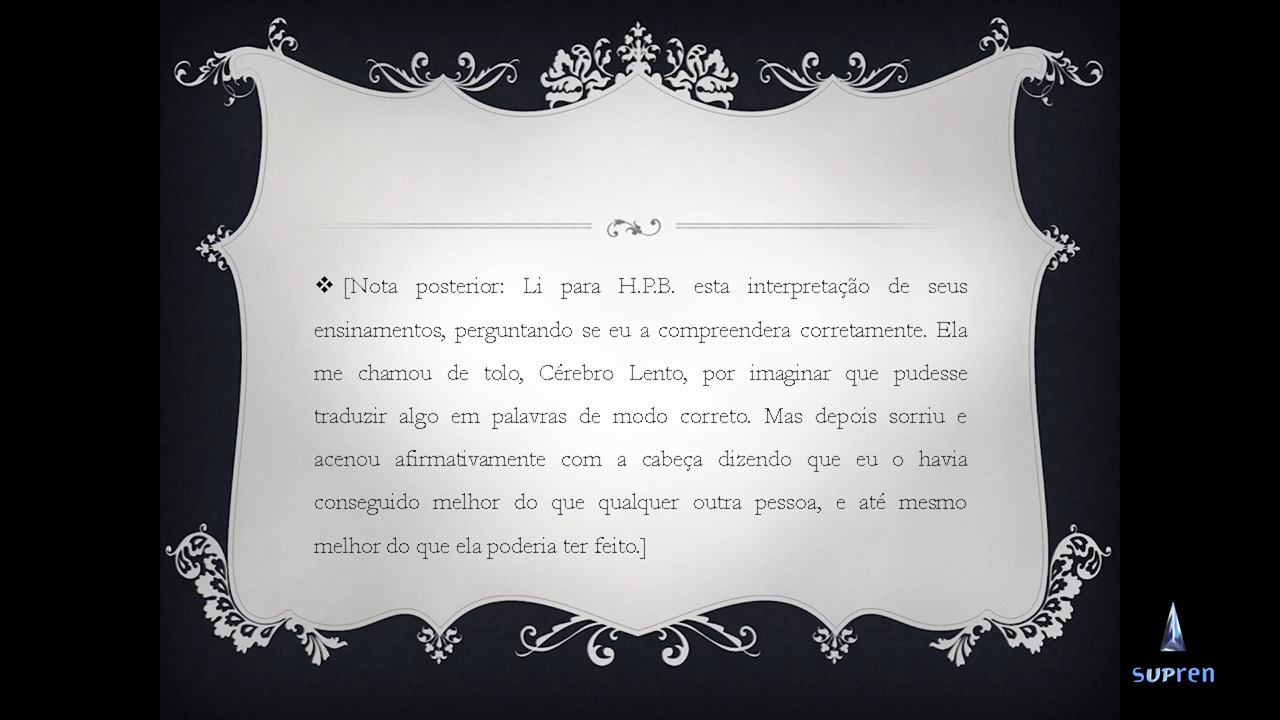 ❖ [Nota posterior: Li para H.P.B. esta interpretação de seus
ensinamentos, perguntando se eu a compreendera corretamente. Ela
me chamou de tolo, Cérebro Lento, por imaginar que pudesse
traduzir algo em palavras de modo correto. Mas depois sorriu e
acenou afirmativamente com a cabeça dizendo que eu o havia
conseguido melhor do que qualquer outra pessoa, e até mesmo
melhor do que ela poderia ter feito.]
supren